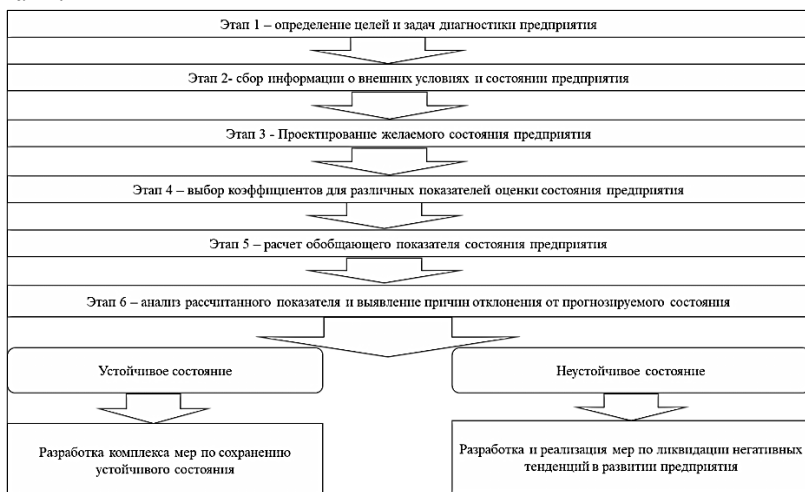 Этап 1 – определение целей и задач диагностики предприятия
Этап 2- сбор информации о внешних условиях и состоянии предприятия
Этап 3 - Проектирование желаемого состояния предприятия
Этап 4 – выбор коэффициентов для различных показателей оценки состояния предприятия
Этап 5 – расчет обобщающего показателя состояния предприятия
Этап 6 – анализ рассчитанного показателя и выявление причин отклонения от прогнозируемого состояния
Устойчивое состояние
Неустойчивое состояние
Разработка комплекса мер по сохранению
устойчивого состояния
Разработка и реализация мер по ликвидации негативных
тенденций в развитии предприятия